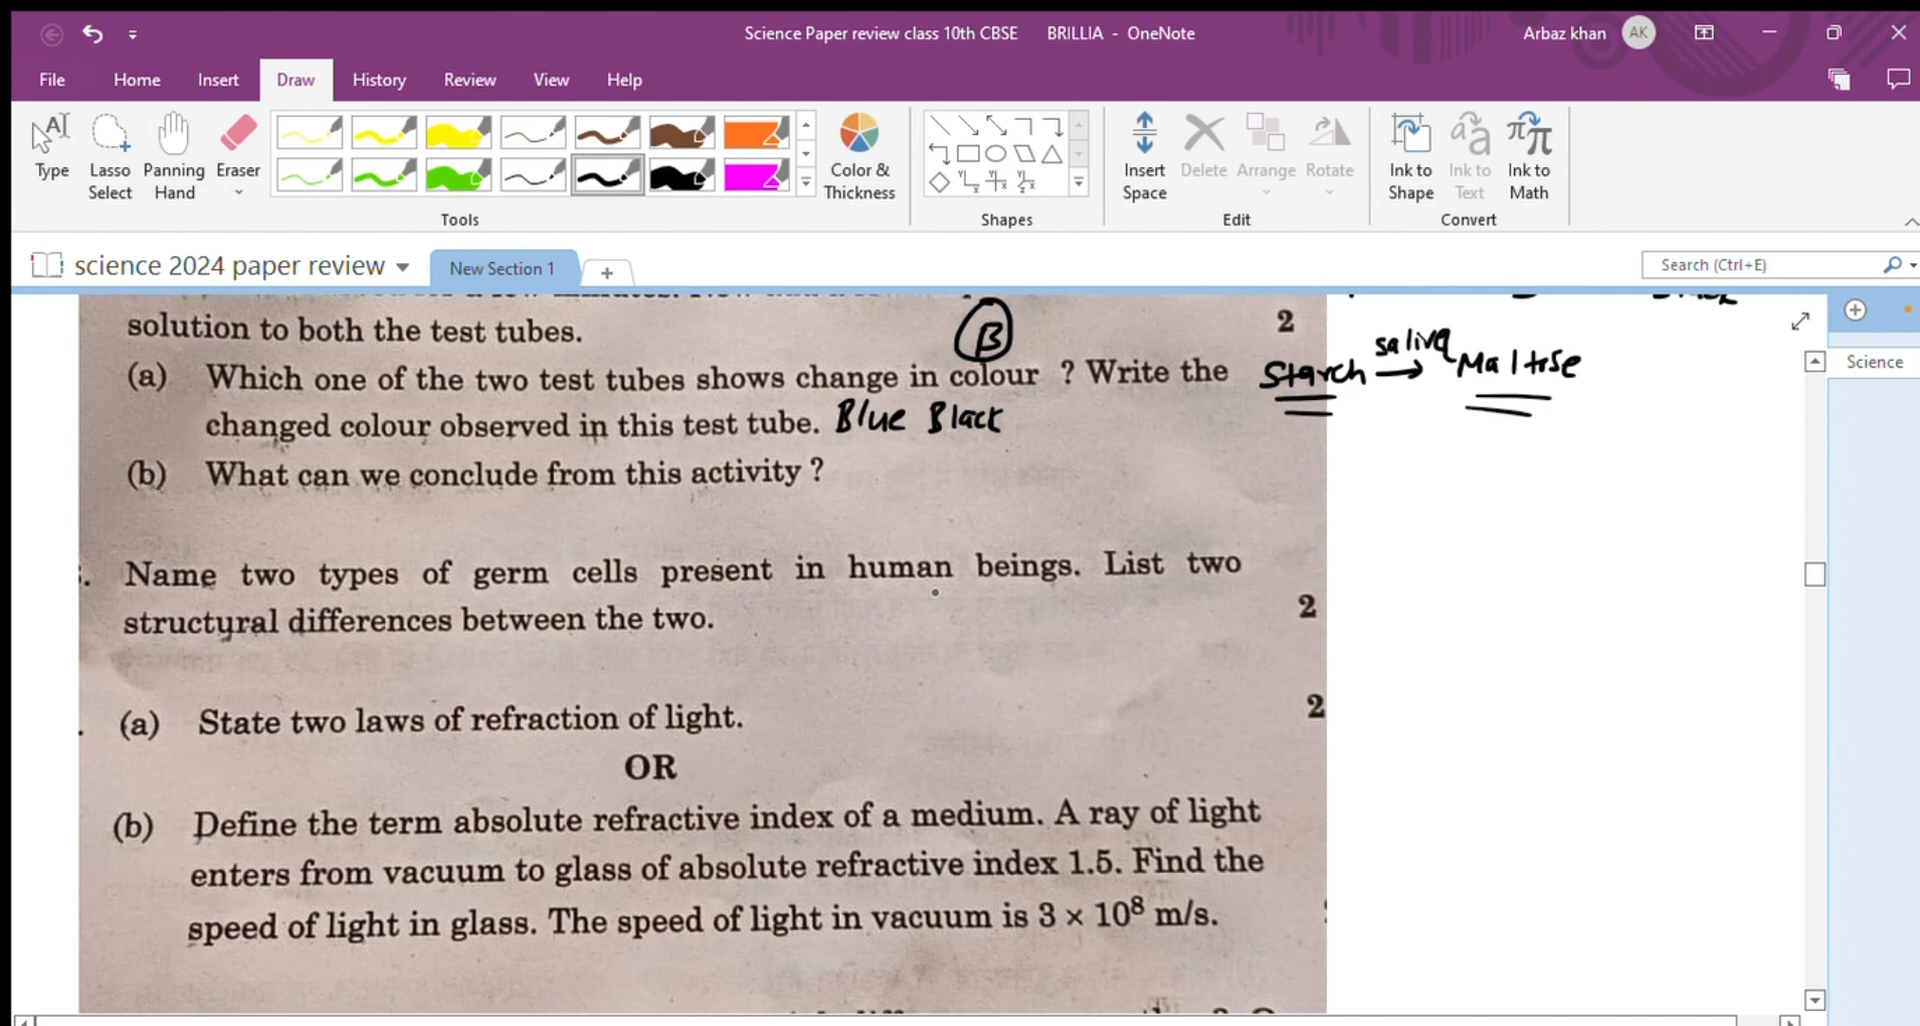 Science Paper review class 10th CBSE BRILLIA - OneNote
Arbaz khan AK
File Home Insert Draw History Review View Help
Type
Lasso Select
Panning Hand
Eraser
Color & Thickness
Insert Space
Delete
Arrange
Rotate
Ink to Shape
Ink to Text
Ink to Math
Tools
Shapes
Edit
Convert
science 2024 paper review
New Section 1
Search (Ctrl+E)
Science
solution to both the test tubes. 2
B
(a) Which one of the two test tubes shows change in colour ? Write the
changed colour observed in this test tube. Blue Black
Starch → saliva Maltose
(b) What can we conclude from this activity ?
Name two types of germ cells present in human beings. List two
structural differences between the two. 2
(a) State two laws of refraction of light. 2
OR
(b) Define the term absolute refractive index of a medium. A ray of light
enters from vacuum to glass of absolute refractive index 1.5. Find the
speed of light in glass. The speed of light in vacuum is 3 × 10⁸ m/s.